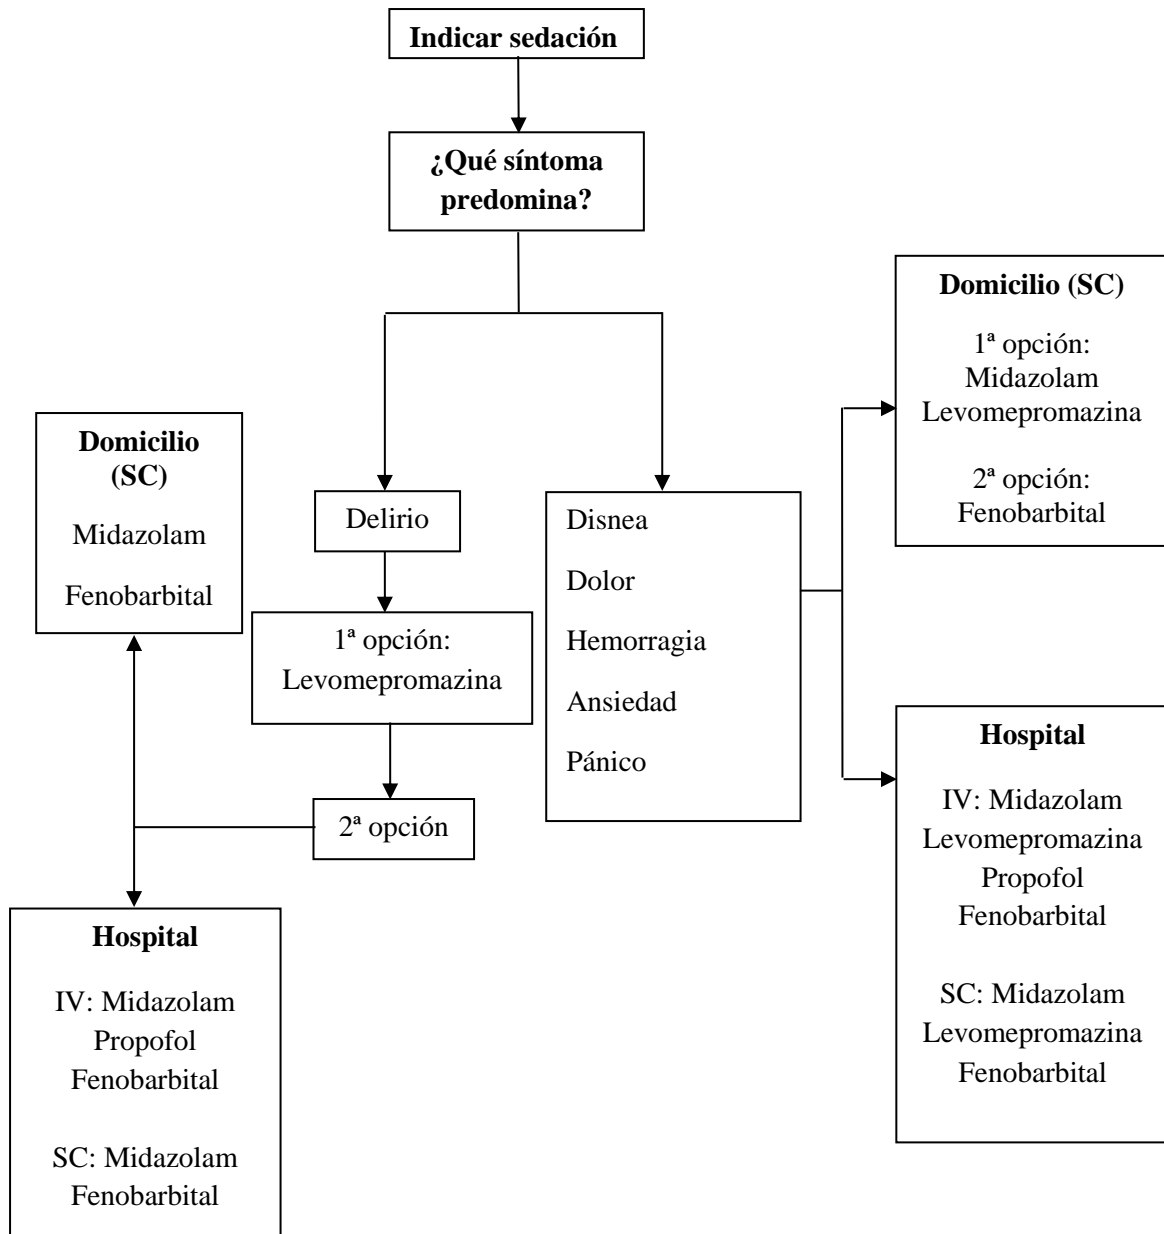 Indicar sedación
¿Qué síntoma
predomina?
Domicilio (SC)
1ª opción:
Midazolam
Levomepromazina
2ª opción:
Fenobarbital
Domicilio
(SC)
Midazolam
Fenobarbital
Delirio
1ª opción:
Levomepromazina
2ª opción
Disnea
Dolor
Hemorragia
Ansiedad
Pánico
Hospital
IV: Midazolam
Levomepromazina
Propofol
Fenobarbital
SC: Midazolam
Levomepromazina
Fenobarbital
Hospital
IV: Midazolam
Propofol
Fenobarbital
SC: Midazolam
Fenobarbital